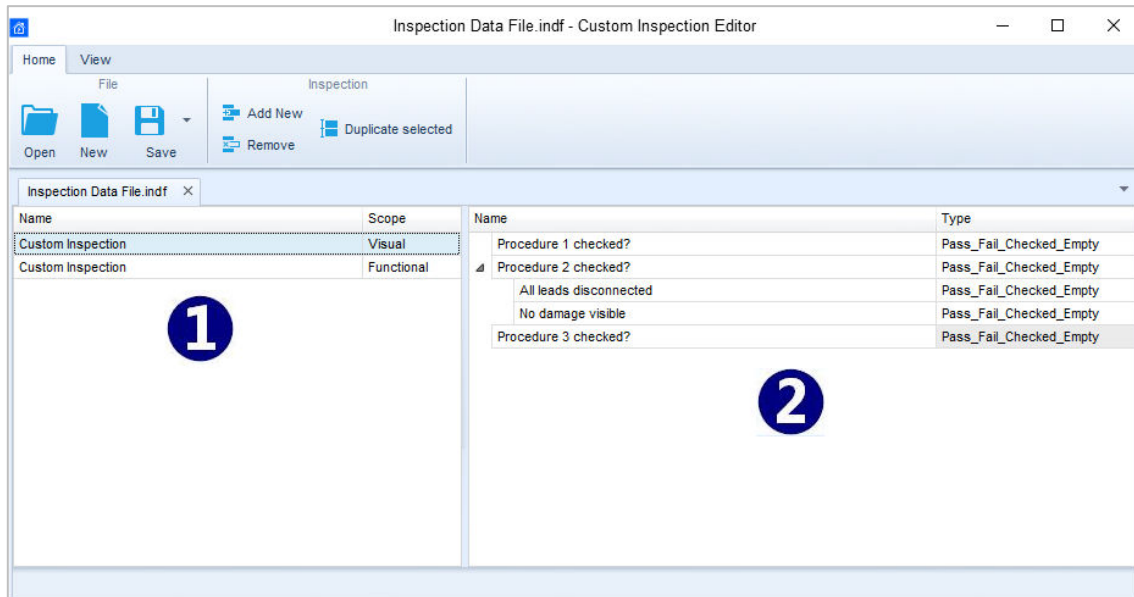 Inspection Data File.indf - Custom Inspection Editor
Home View
File Inspection
Open New Save Add New Remove Duplicate selected
Inspection Data File.indf
Name Scope Name Type
Custom Inspection Visual Procedure 1 checked? Pass_Fail_Checked_Empty
Custom Inspection Functional Procedure 2 checked? Pass_Fail_Checked_Empty
All leads disconnected Pass_Fail_Checked_Empty
No damage visible Pass_Fail_Checked_Empty
Procedure 3 checked? Pass_Fail_Checked_Empty
1
2